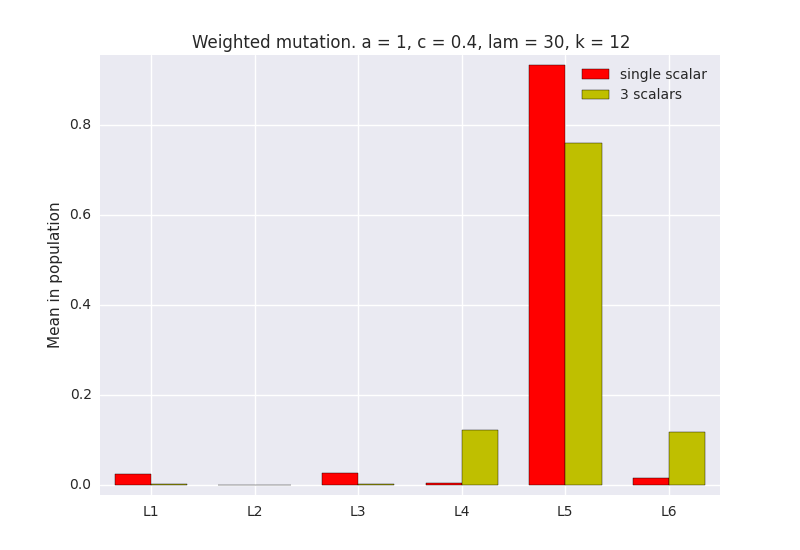 Weighted mutation. a = 1, c = 0.4, lam = 30, k = 12
single scalar
3 scalars
Mean in population
0.8
0.6
0.4
0.2
0.0
L1 L2 L3 L4 L5 L6